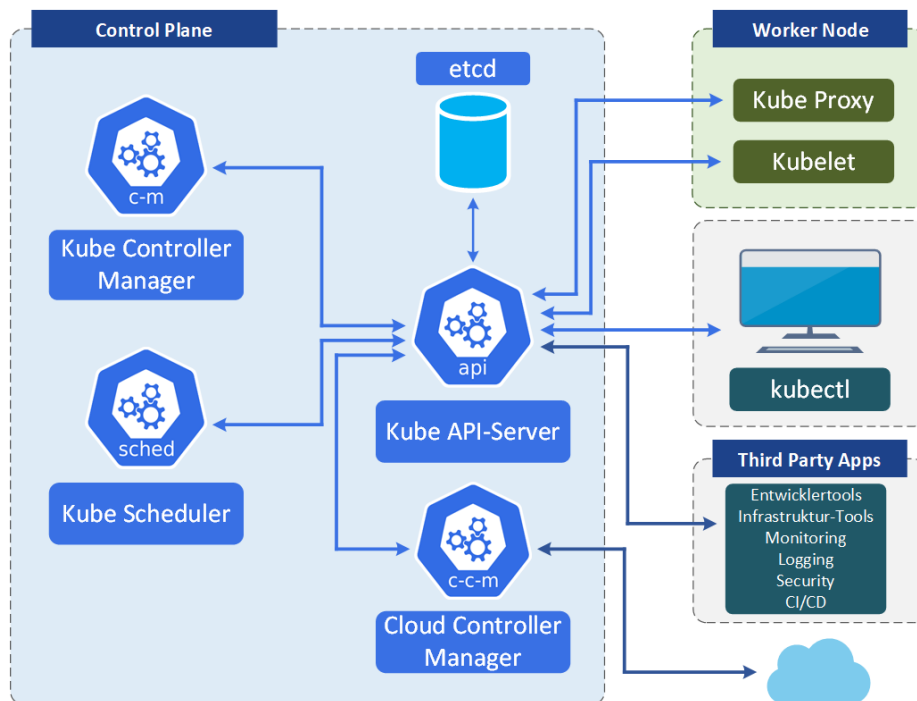 Control Plane
etcd
c-m
Kube Controller
Manager
api
Kube API-Server
sched
Kube Scheduler
c-c-m
Cloud Controller
Manager
Worker Node
Kube Proxy
Kubelet
kubectl
Third Party Apps
Entwicklertools
Infrastruktur-Tools
Monitoring
Logging
Security
CI/CD